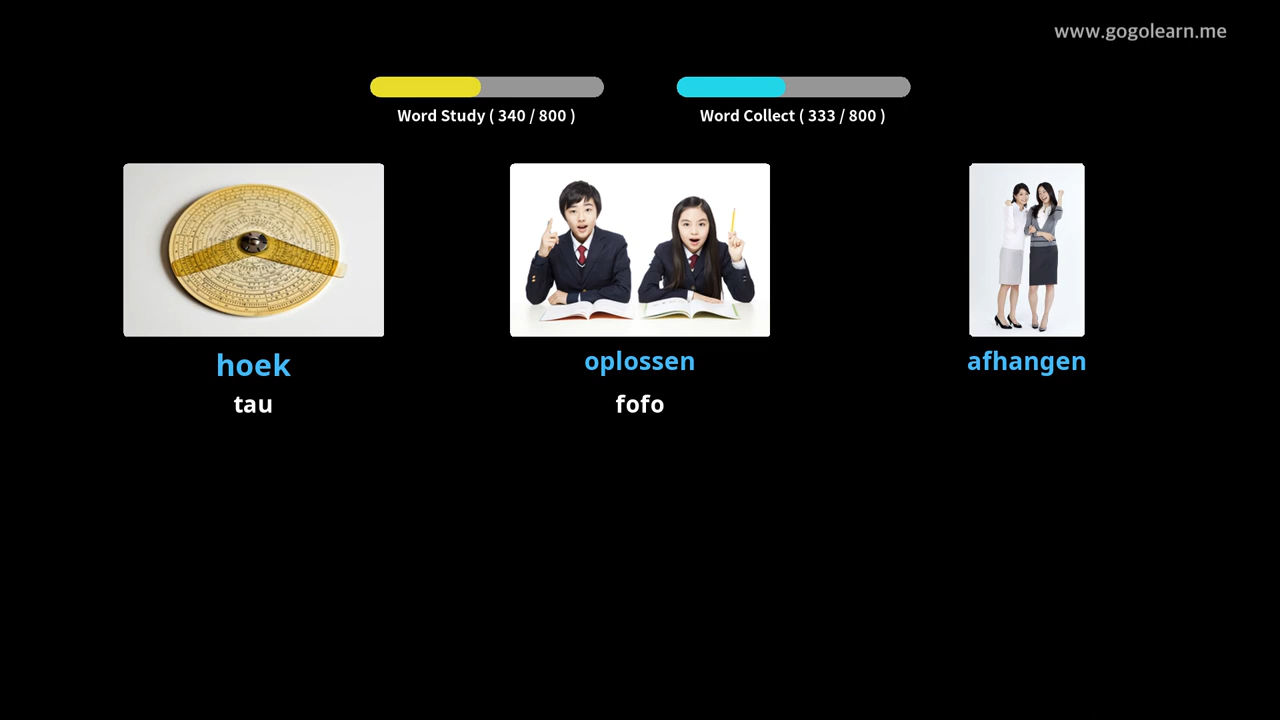 www.gogolearn.me
Word Study ( 340 / 800 )
Word Collect ( 333 / 800 )
hoek
oplossen
afhangen
tau
fofo